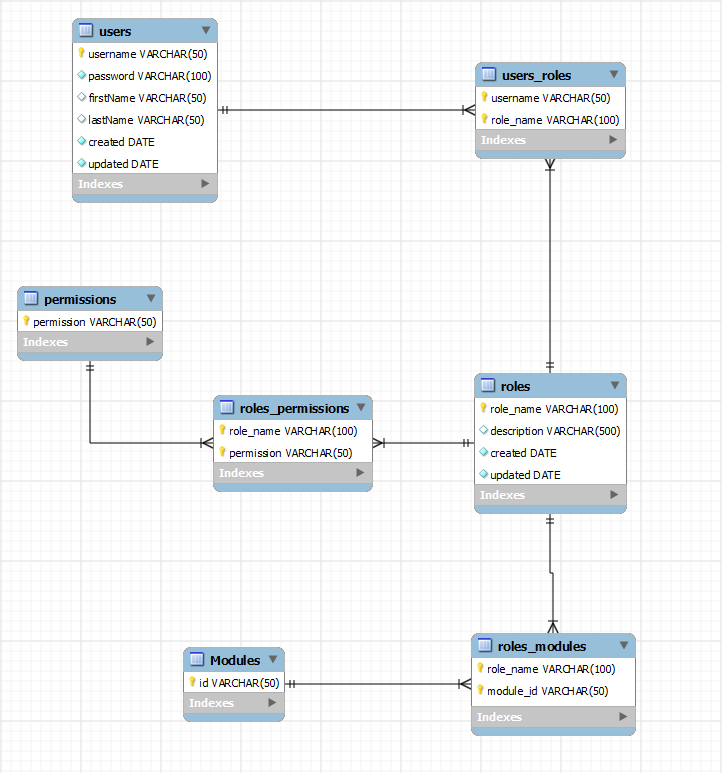 users
username VARCHAR(50)
password VARCHAR(100)
firstName VARCHAR(50)
lastName VARCHAR(50)
created DATE
updated DATE
Indexes
users_roles
username VARCHAR(50)
role_name VARCHAR(100)
Indexes
permissions
permission VARCHAR(50)
Indexes
roles_permissions
role_name VARCHAR(100)
permission VARCHAR(50)
Indexes
roles
role_name VARCHAR(100)
description VARCHAR(500)
created DATE
updated DATE
Indexes
Modules
id VARCHAR(50)
Indexes
roles_modules
role_name VARCHAR(100)
module_id VARCHAR(50)
Indexes